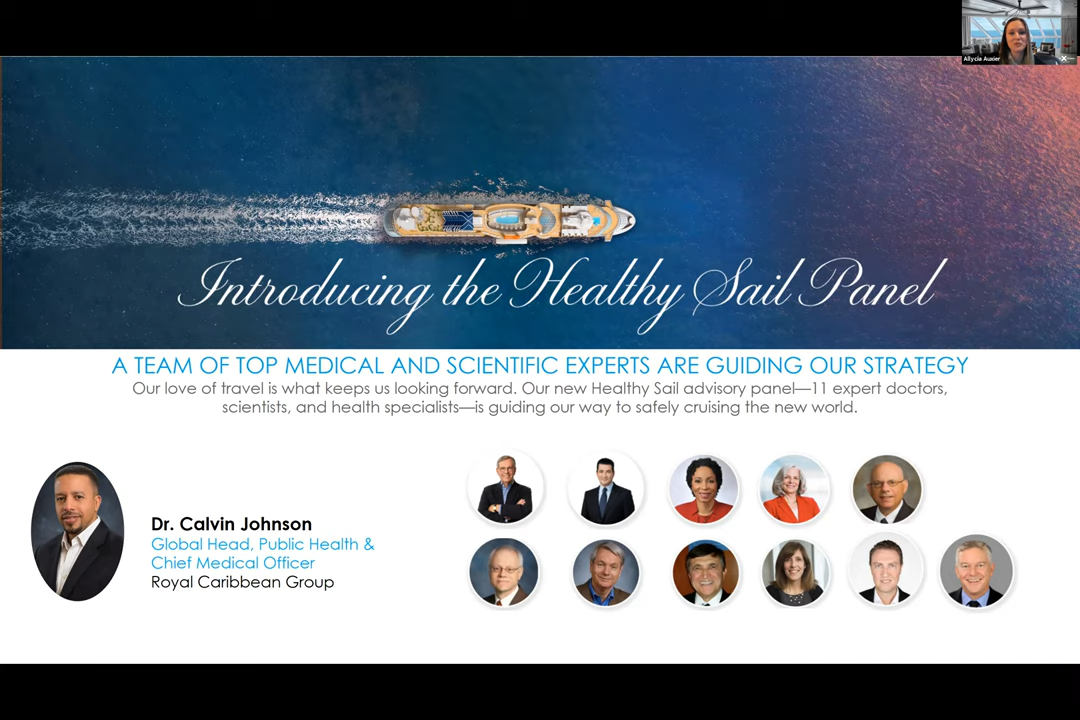 Allycia Auxier
Introducing the Healthy Sail Panel
A TEAM OF TOP MEDICAL AND SCIENTIFIC EXPERTS ARE GUIDING OUR STRATEGY
Our love of travel is what keeps us looking forward. Our new Healthy Sail advisory panel—11 expert doctors,
scientists, and health specialists—is guiding our way to safely cruising the new world.
Dr. Calvin Johnson
Global Head, Public Health &
Chief Medical Officer
Royal Caribbean Group